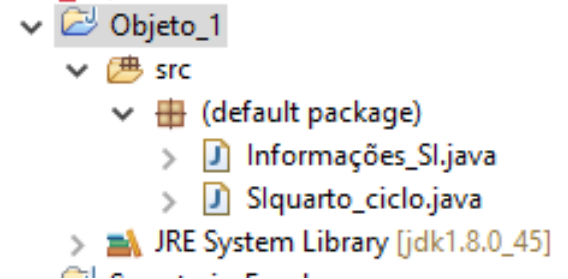 Objeto_1
src
(default package)
Informações_SI.java
SIquarto_ciclo.java
JRE System Library [jdk1.8.0_45]